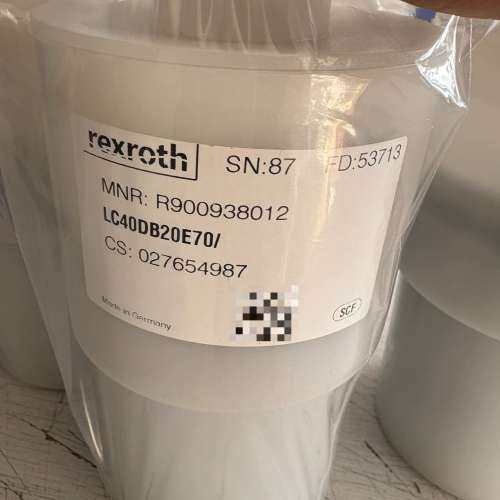 rexroth SN:87 FD:53713
MNR: R900938012
LC40DB20E70/
CS: 027654987
Made in Germany
SCF